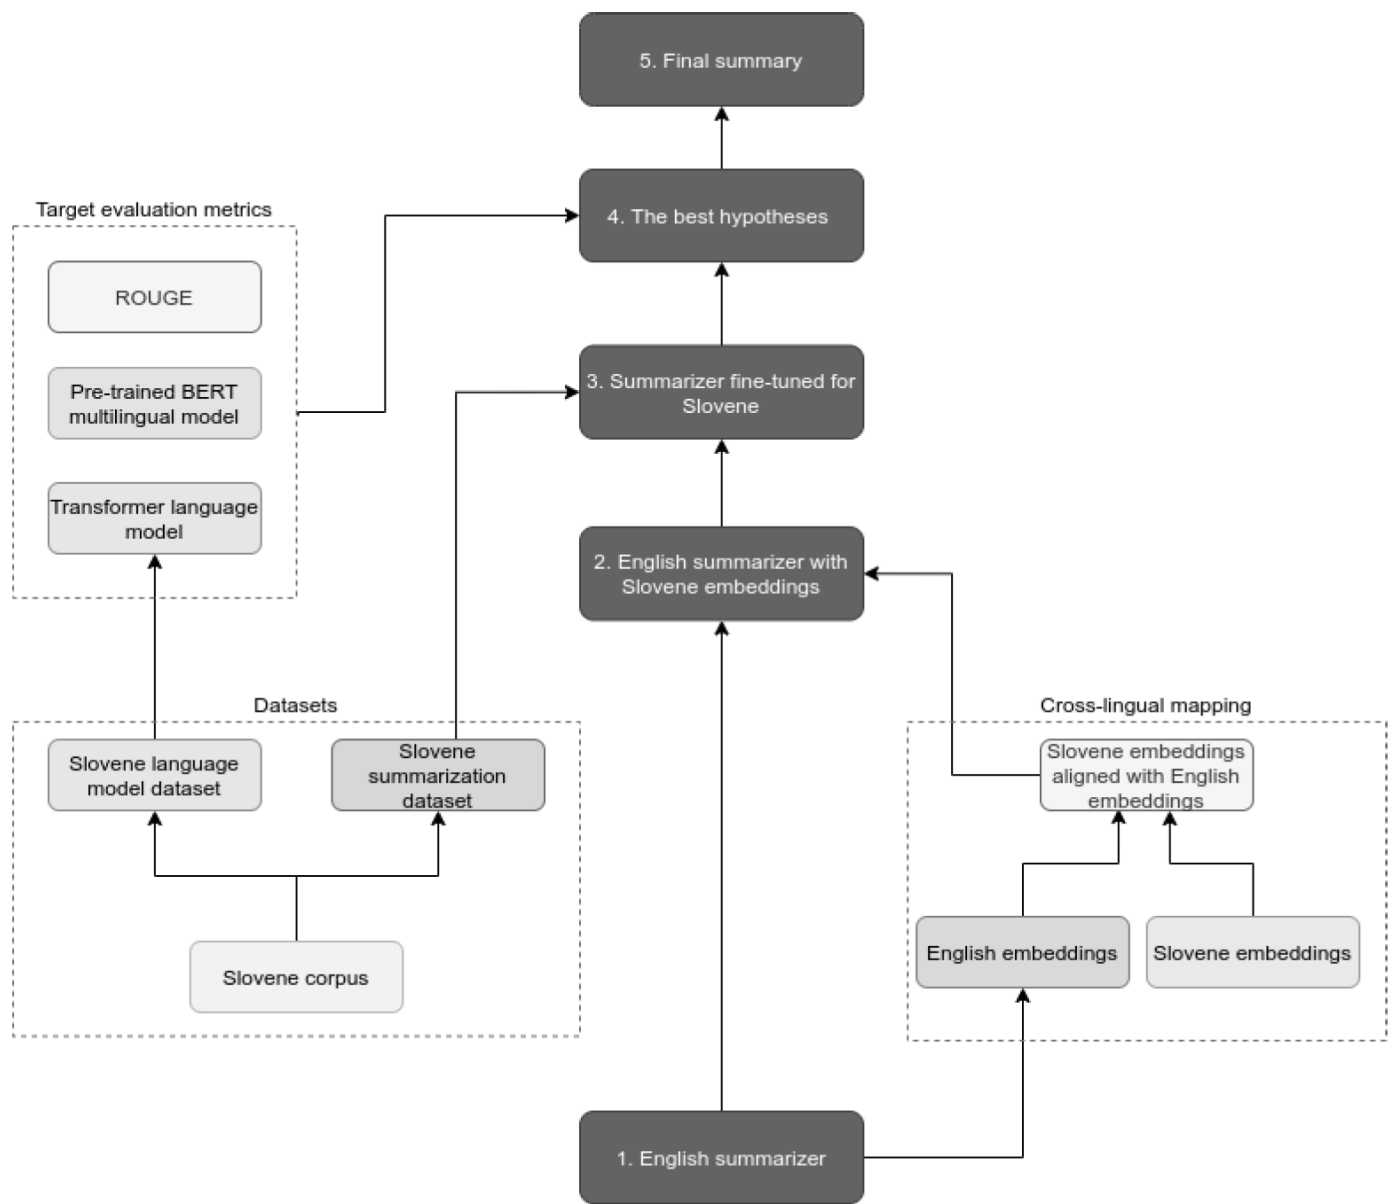 5. Final summary
4. The best hypotheses
Target evaluation metrics
ROUGE
Pre-trained BERT
multilingual model
Transformer language
model
3. Summarizer fine-tuned for
Slovene
2. English summarizer with
Slovene embeddings
Datasets
Slovene language
model dataset
Slovene
summarization
dataset
Slovene corpus
Cross-lingual mapping
Slovene embeddings
aligned with English
embeddings
English embeddings
Slovene embeddings
1. English summarizer